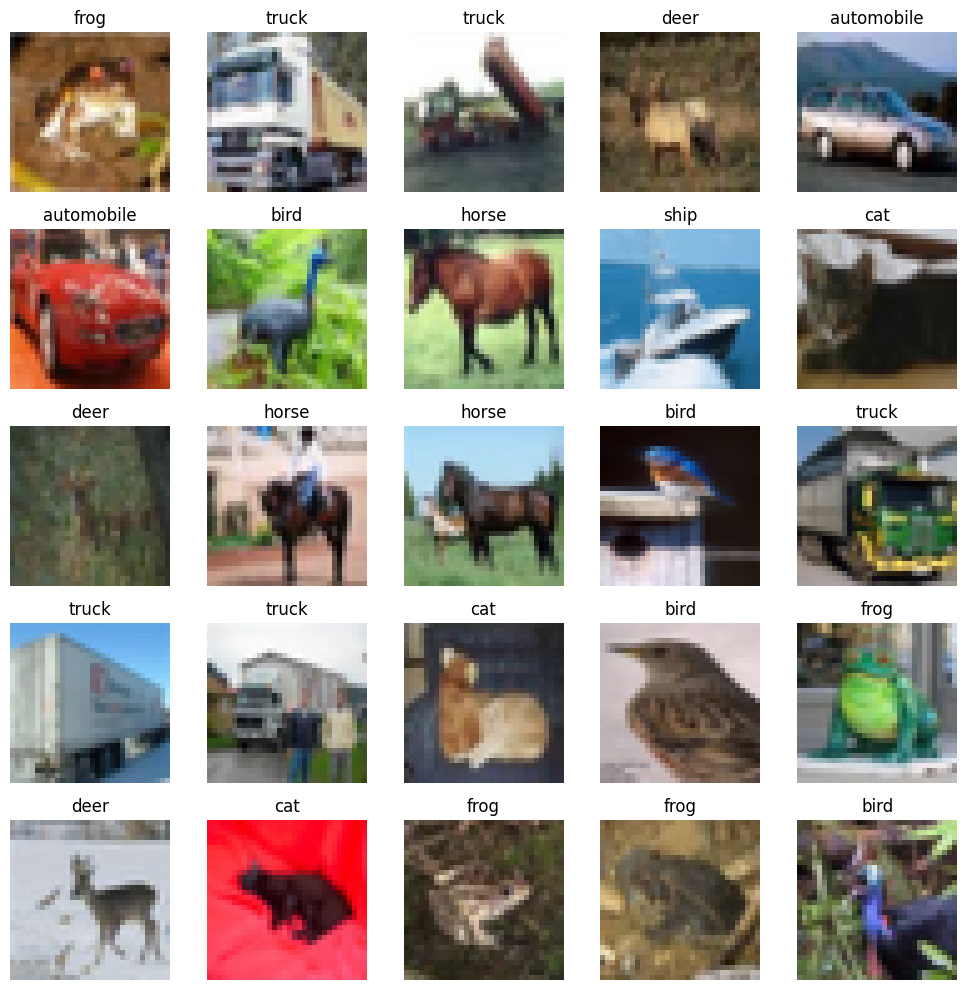 frog truck truck deer automobile
automobile bird horse ship cat
deer horse horse bird truck
truck truck cat bird frog
deer cat frog frog bird